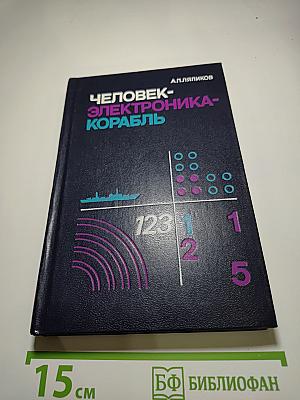 А.П.ЛЯЛИКОВ
ЧЕЛОВЕК-
ЭЛЕКТРОНИКА-
КОРАБЛЬ
123 1 1
2
5
15 см БФ БИБЛИОФАН